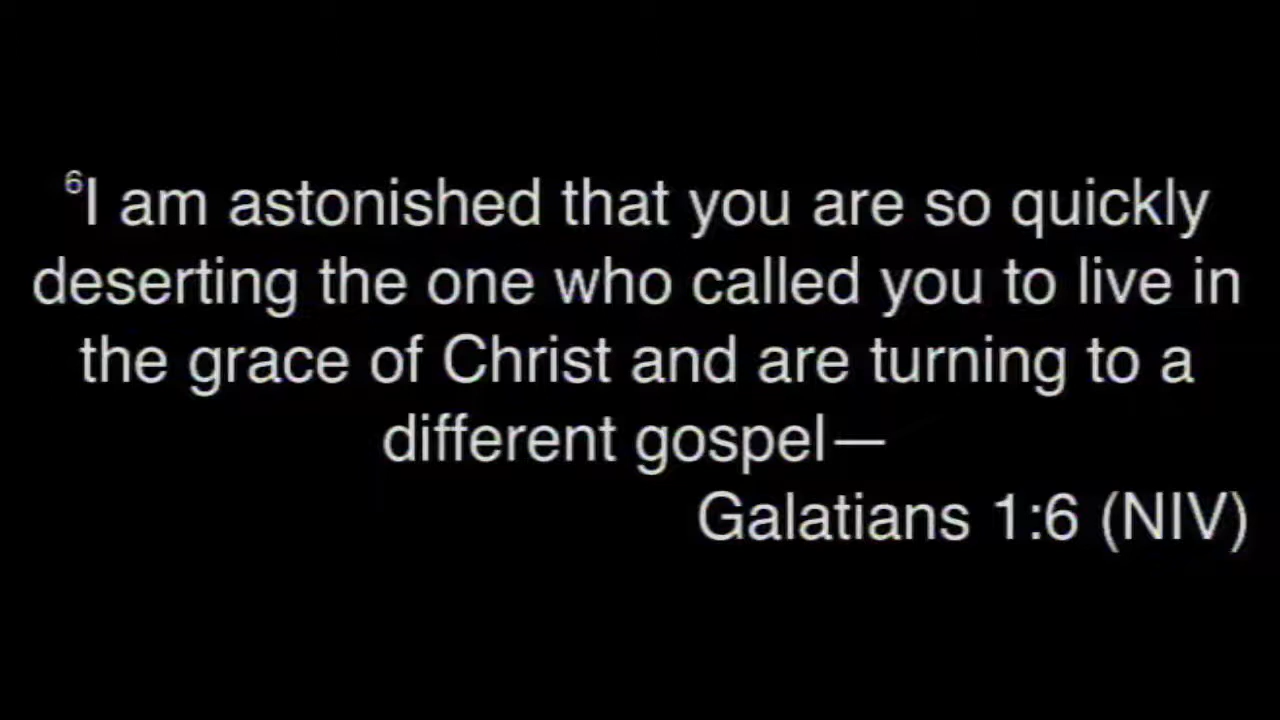 ⁶I am astonished that you are so quickly
deserting the one who called you to live in
the grace of Christ and are turning to a
different gospel—
Galatians 1:6 (NIV)